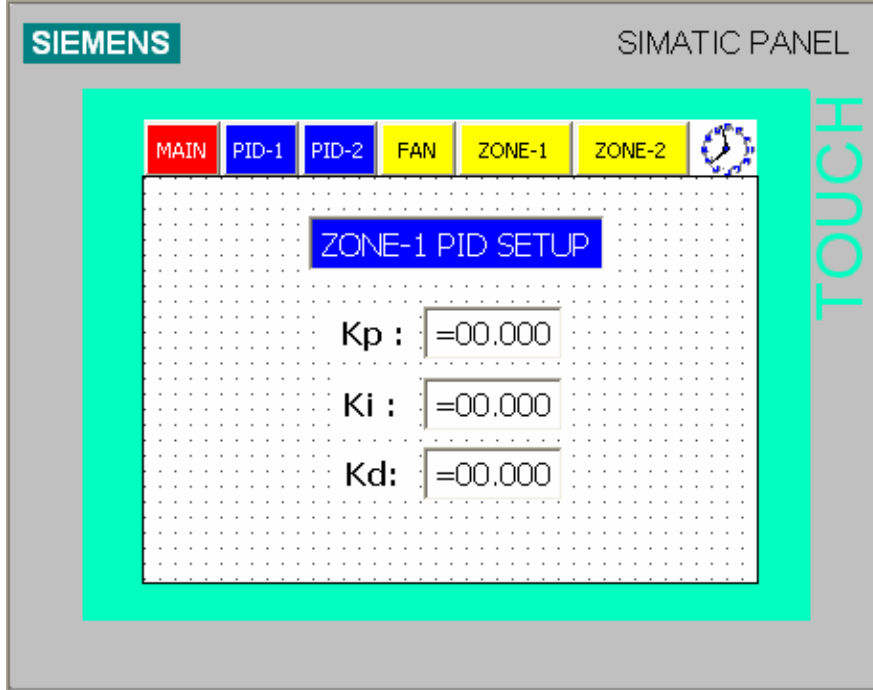 SIEMENS
SIMATIC PANEL
TOUCH
MAIN PID-1 PID-2 FAN ZONE-1 ZONE-2
ZONE-1 PID SETUP
Kp : =00.000
Ki : =00.000
Kd: =00.000